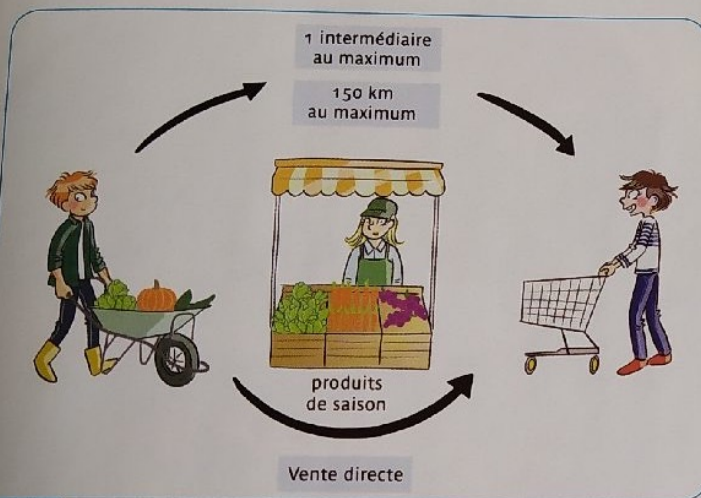 1 intermédiaire
au maximum
150 km
au maximum
produits
de saison
Vente directe